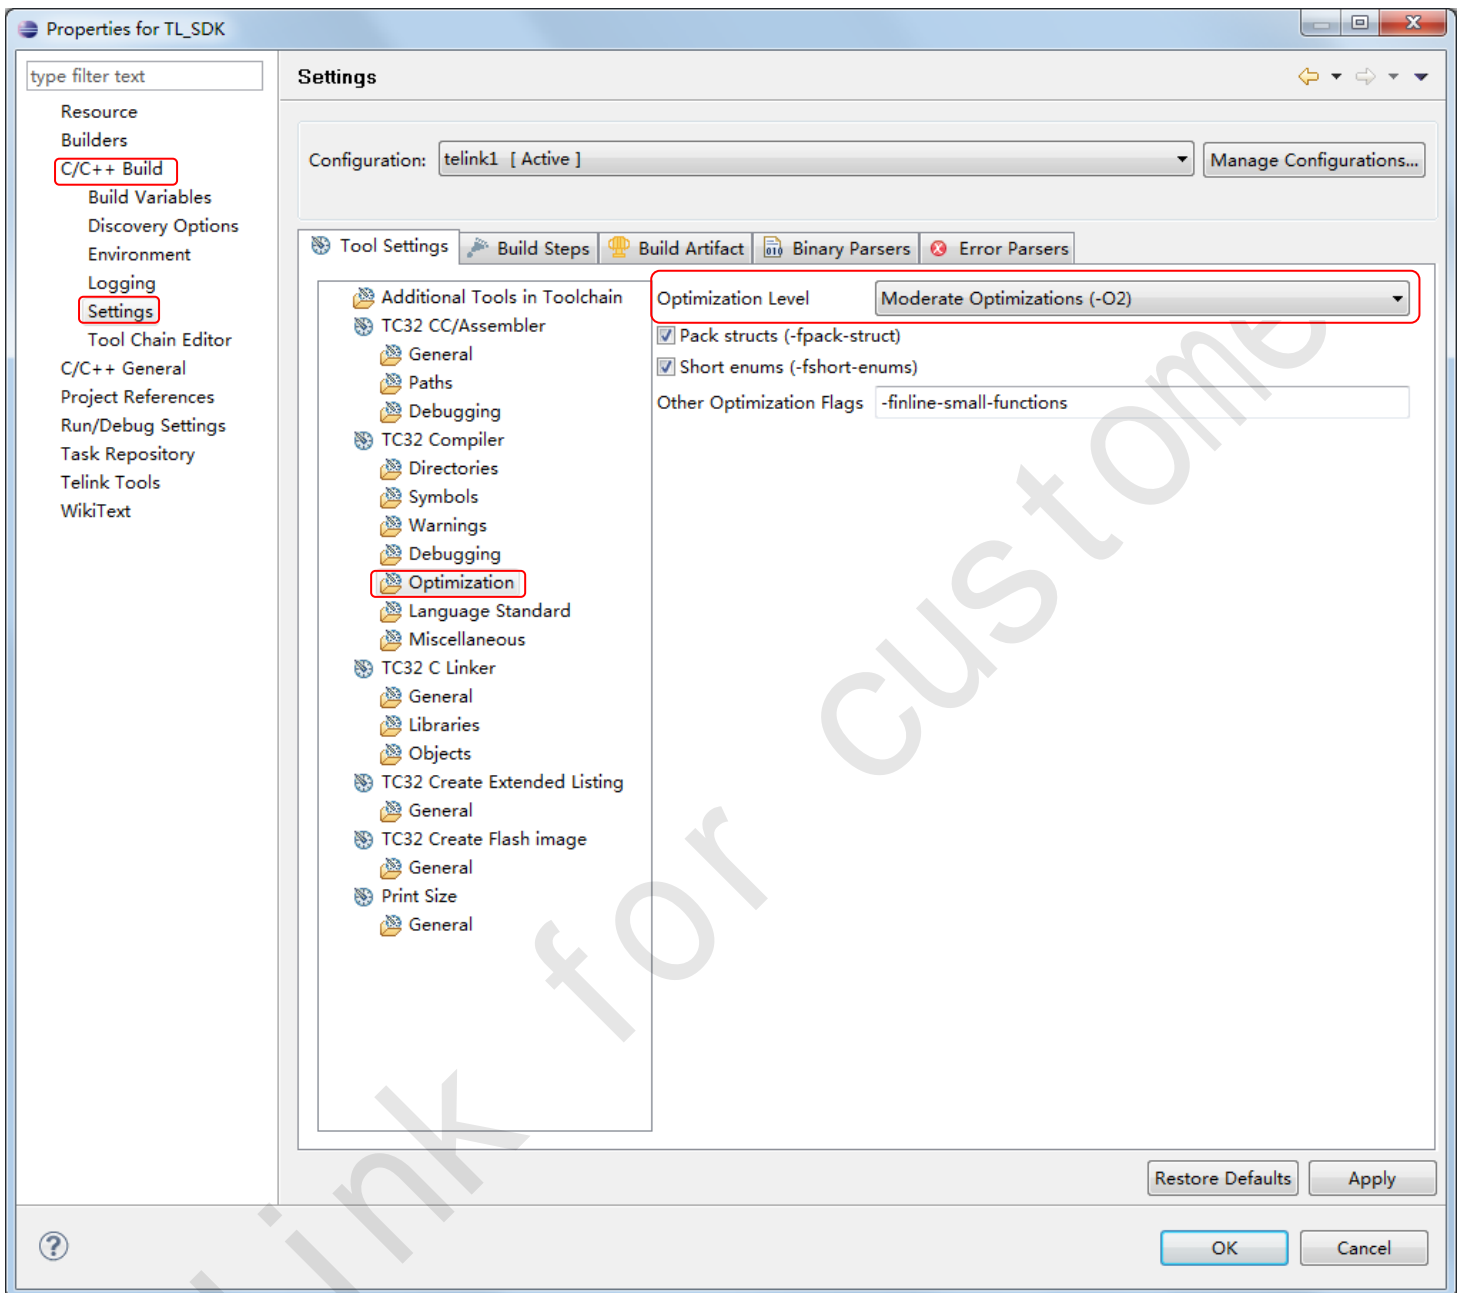 Properties for TL_SDK
type filter text
Resource
Builders
C/C++ Build
Build Variables
Discovery Options
Environment
Logging
Settings
Tool Chain Editor
C/C++ General
Project References
Run/Debug Settings
Task Repository
Telink Tools
WikiText
Settings
Configuration: telink1 [ Active ] Manage Configurations...
Tool Settings Build Steps Build Artifact Binary Parsers Error Parsers
Additional Tools in Toolchain
TC32 CC/Assembler
General
Paths
Debugging
TC32 Compiler
Directories
Symbols
Warnings
Debugging
Optimization
Language Standard
Miscellaneous
TC32 C Linker
General
Libraries
Objects
TC32 Create Extended Listing
General
TC32 Create Flash image
General
Print Size
General
Optimization Level Moderate Optimizations (-O2)
Pack structs (-fpack-struct)
Short enums (-fshort-enums)
Other Optimization Flags -finline-small-functions
Restore Defaults Apply
OK Cancel
link for custome